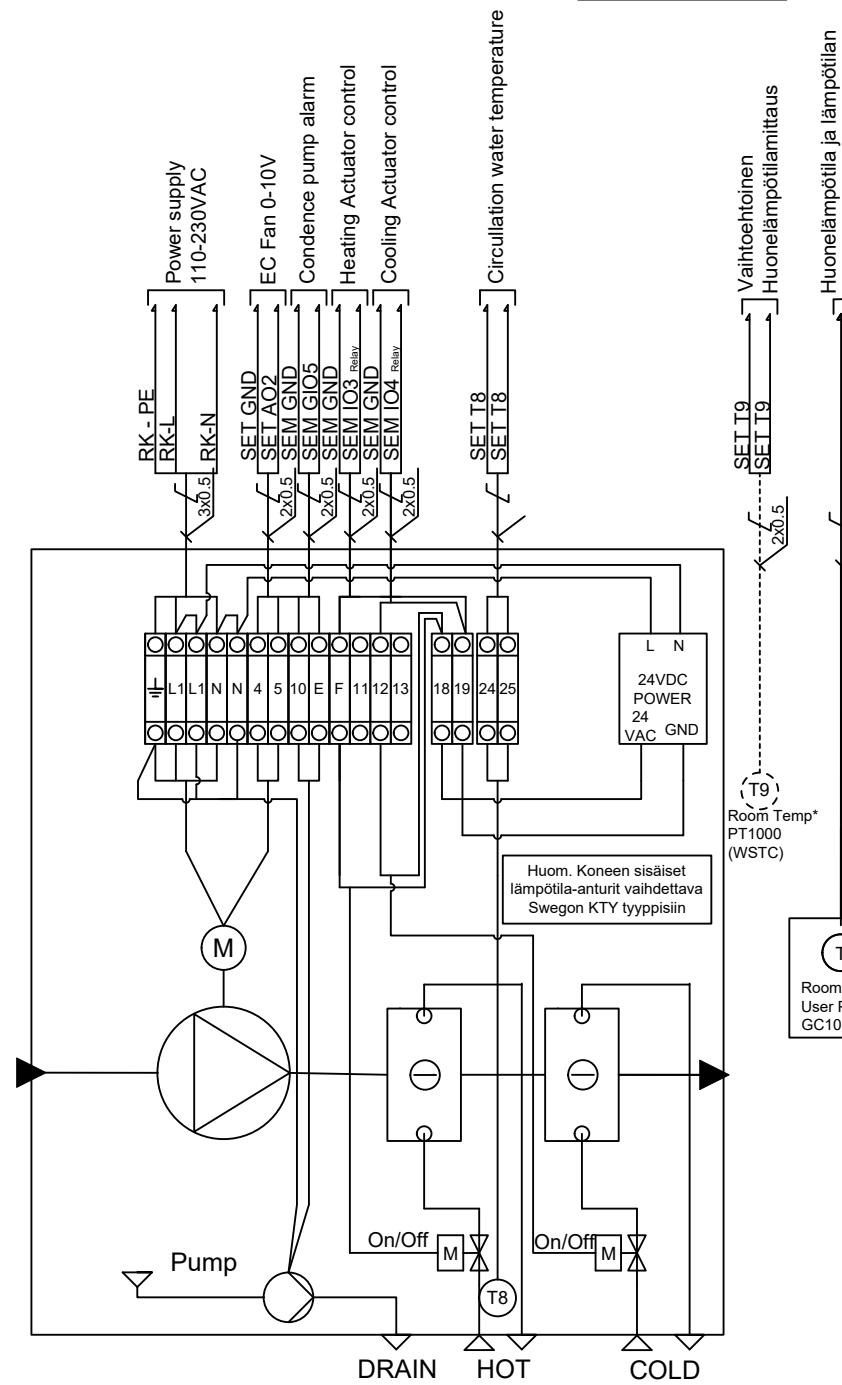 Power supply
110-230VAC
EC Fan 0-10V
Condence pump alarm
Heating Actuator control
Cooling Actuator control
Circullation water temperature
Vaihtoehtoinen
Huonelämpötilamittaus
Huonelämpötila ja lämpötilan
RK - PE
RK-L
RK-N
SET GND
SET AO2
SEM GND
SEM GIO5
SEM GND
SEM IO3 Relay
SEM GND
SEM IO4 Relay
SET T8
SET T8
SET T9
SET T9
3x0.5
2x0.5
2x0.5
2x0.5
2x0.5
2x0.5
L1 L1 N N 4 5 10 E F 11 12 13
18 19 24 25
L N
24VDC
POWER
24
VAC GND
T9
Room Temp*
PT1000
(WSTC)
Huom. Koneen sisäiset
lämpötila-anturit vaihdettava
Swegon KTY tyyppisiin
M
Room
User
GC10
On/Off
M
On/Off
M
Pump
T8
DRAIN
HOT
COLD